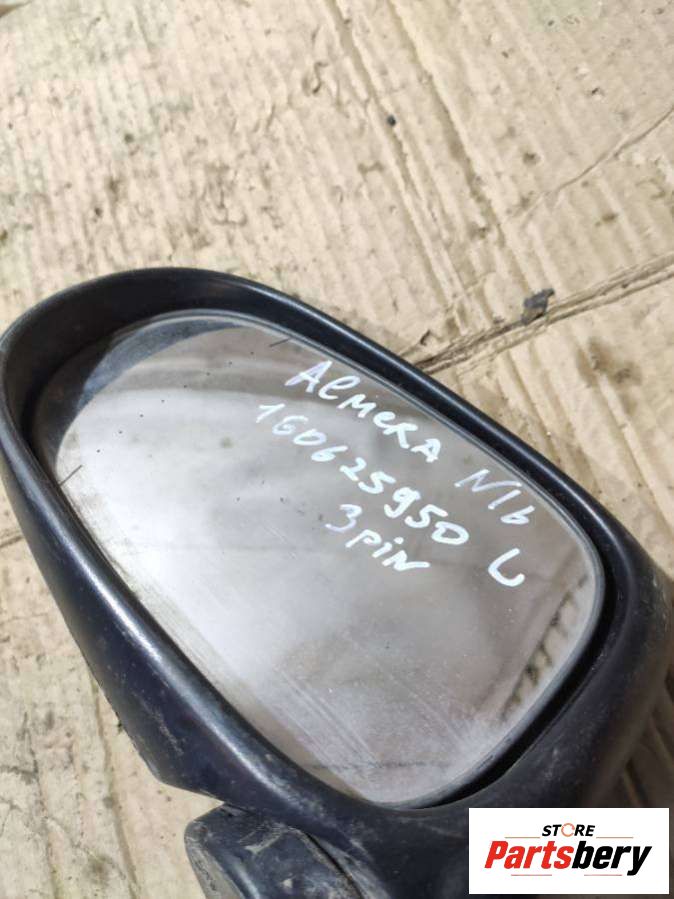 Almera N16
160625950 L
3 pin
STORE
Partsbery